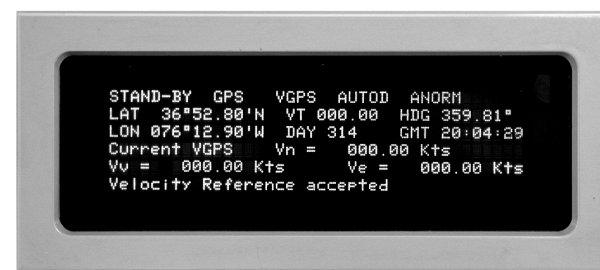 STAND-BY GPS VGPS AUTOD ANORM
LAT 36°52.80'N VT 000.00 HDG 359.81°
LON 076°12.90'W DAY 314 GMT 20:04:29
Current VGPS Vn = 000.00 Kts
Vv = 000.00 Kts Ve = 000.00 Kts
Velocity Reference accepted